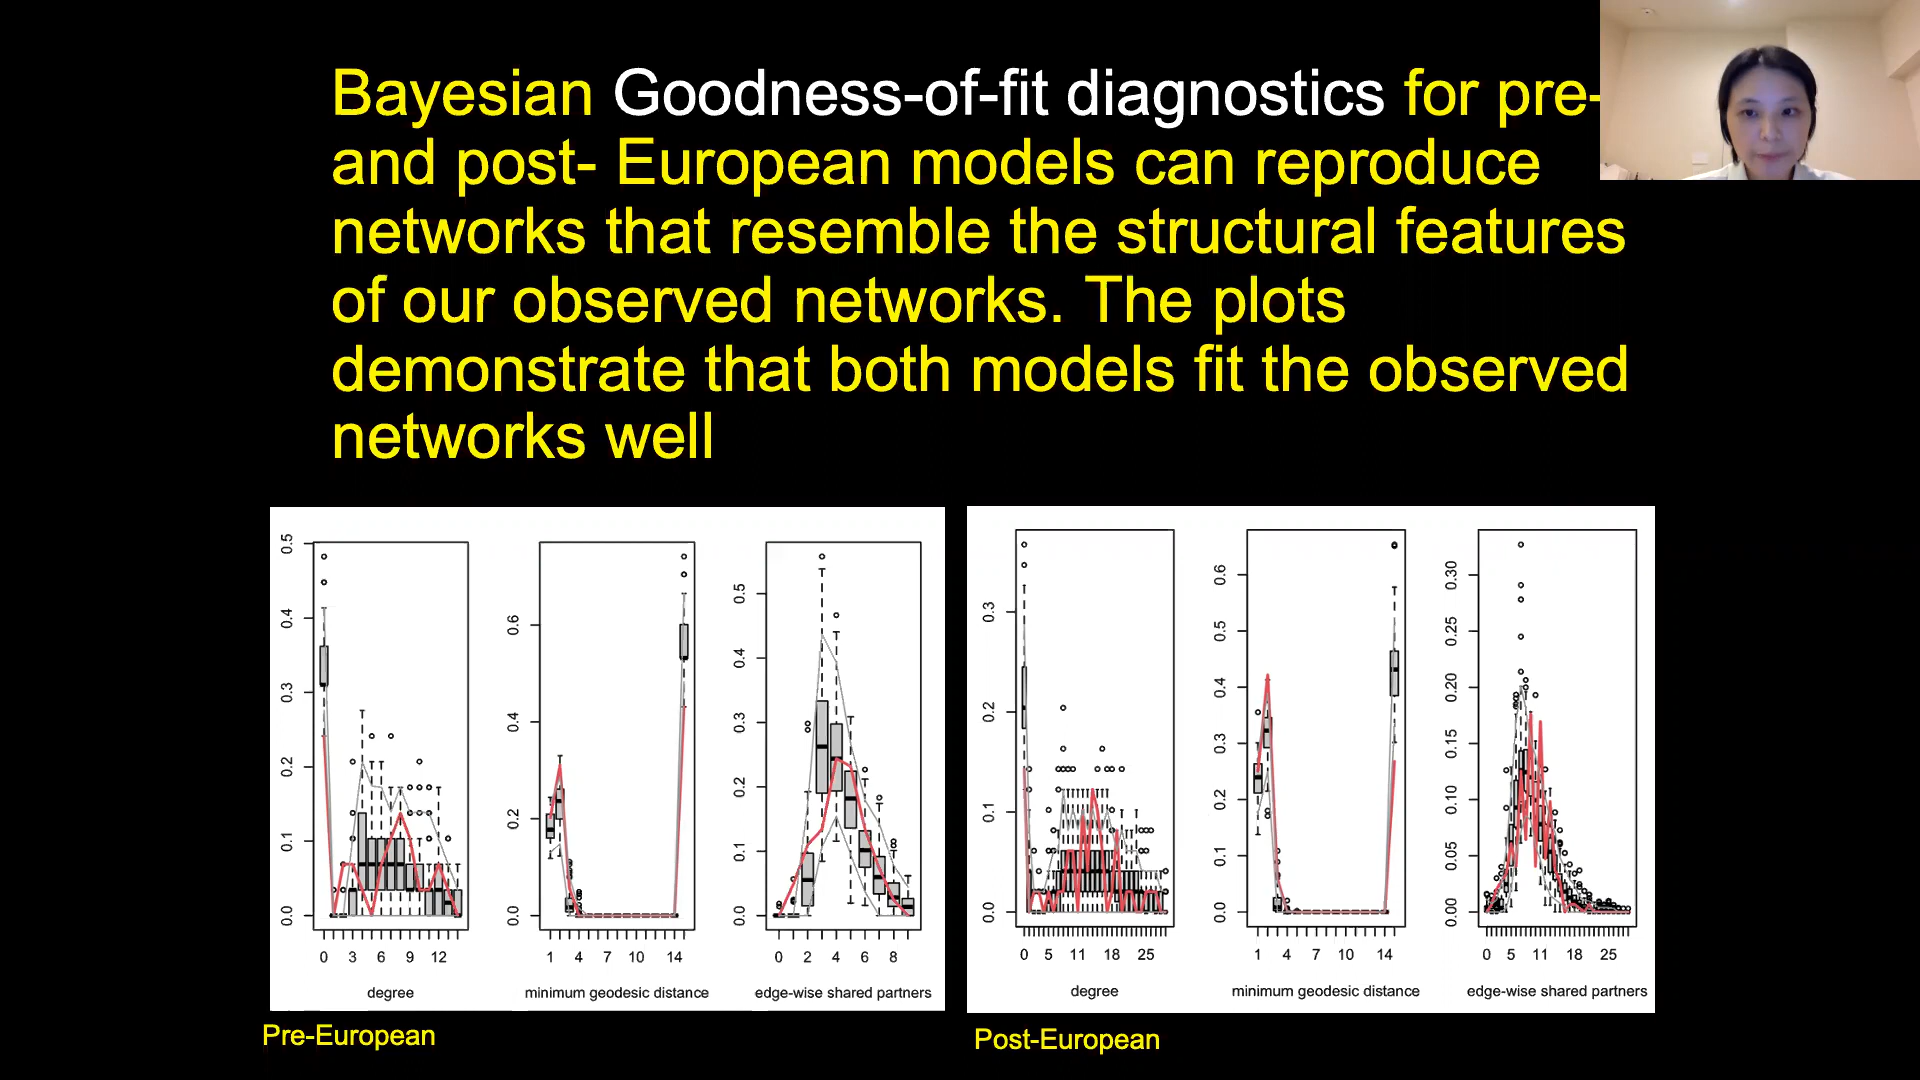 Bayesian Goodness-of-fit diagnostics for pre-
and post- European models can reproduce
networks that resemble the structural features
of our observed networks. The plots
demonstrate that both models fit the observed
networks well
0.5
0.4
0.3
0.2
0.1
0.0
0 3 6 9 12
degree
0.6
0.4
0.2
0.0
1 4 7 10 14
minimum geodesic distance
0.5
0.4
0.3
0.2
0.1
0.0
0 2 4 6 8
edge-wise shared partners
Pre-European
0.3
0.2
0.1
0.0
0 5 11 18 25
degree
0.6
0.5
0.4
0.3
0.2
0.1
0.0
1 4 7 10 14
minimum geodesic distance
0.30
0.25
0.20
0.15
0.10
0.05
0.00
0 5 11 18 25
edge-wise shared partners
Post-European